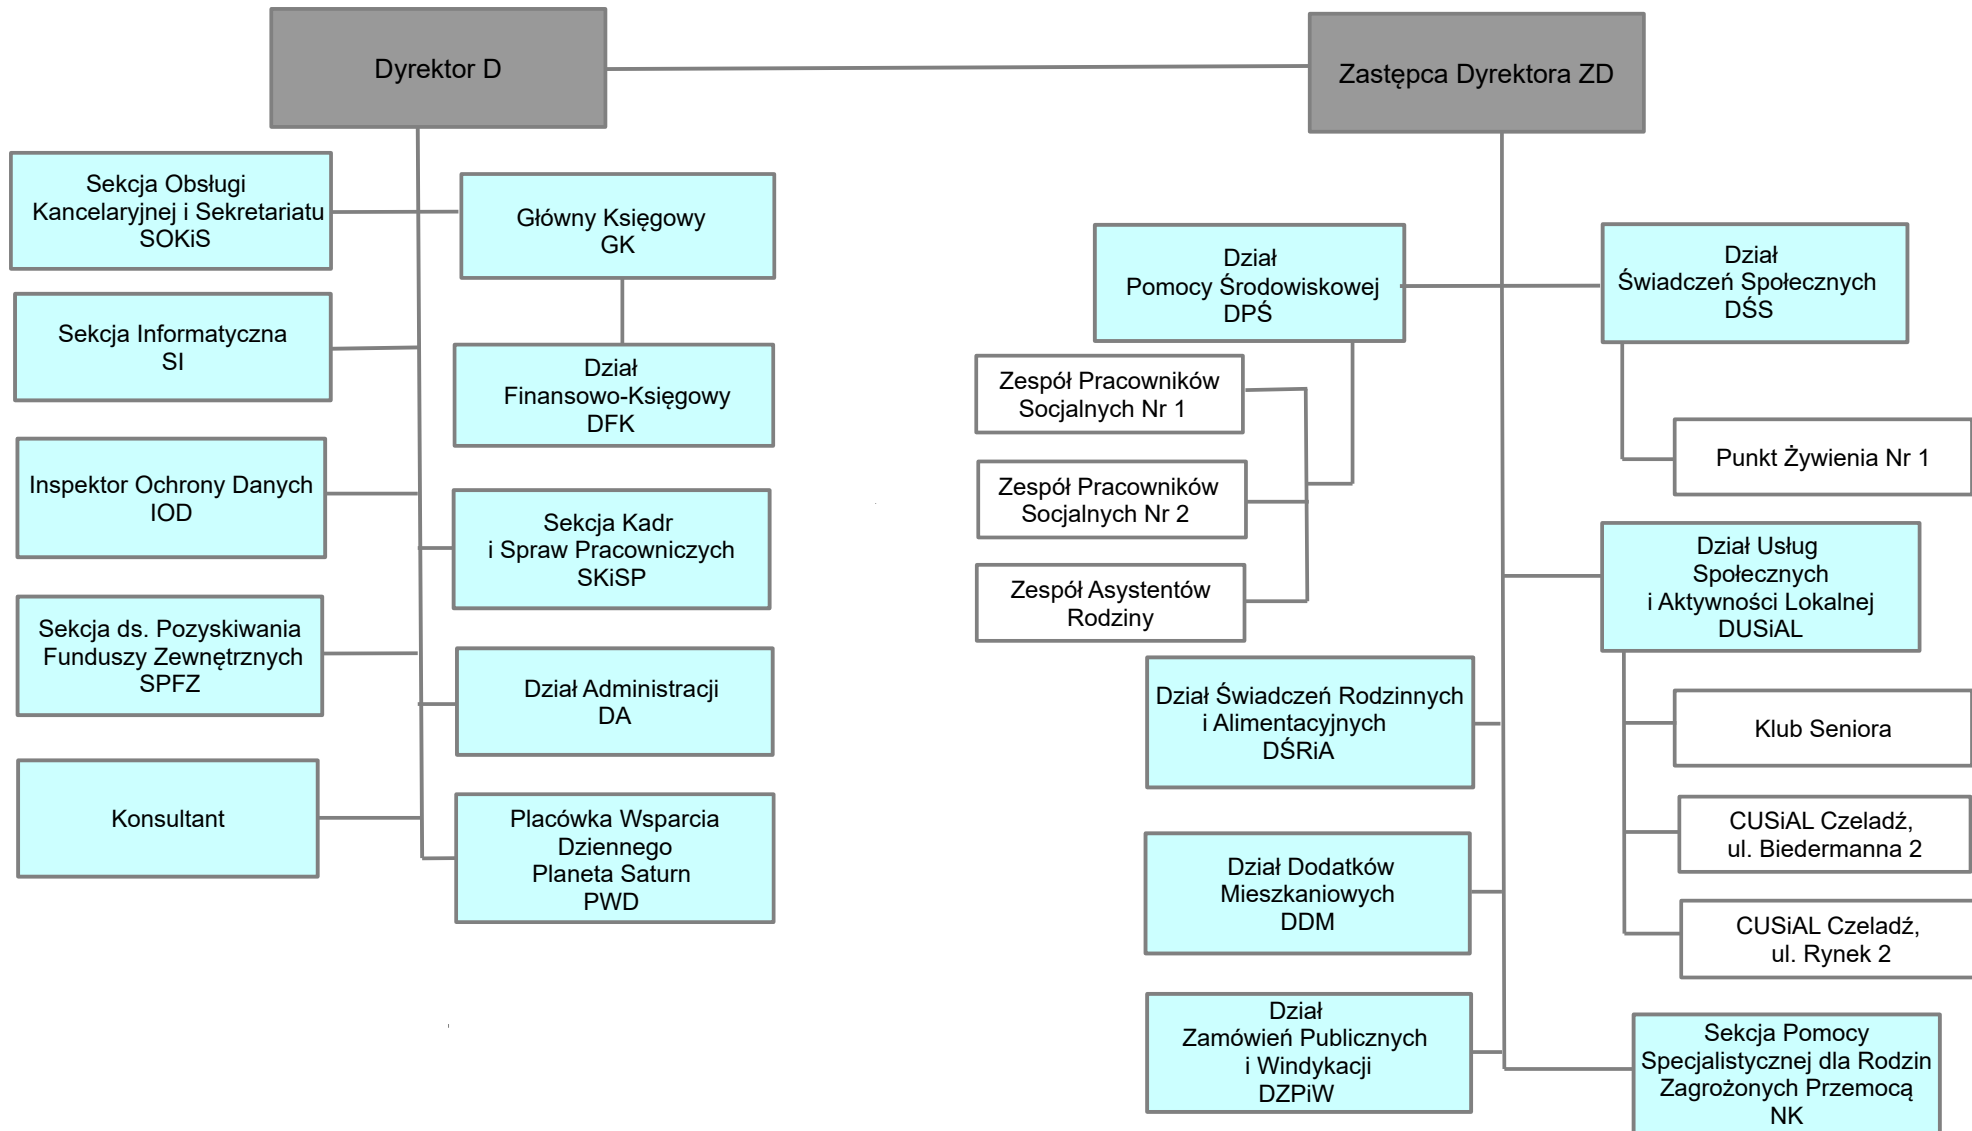 Dyrektor D
Zastępca Dyrektora ZD
Sekcja Obsługi
Kancelaryjnej i Sekretariatu
SOKiS
Główny Księgowy
GK
Sekcja Informatyczna
SI
Dział
Finansowo-Księgowy
DFK
Inspektor Ochrony Danych
IOD
Sekcja Kadr
i Spraw Pracowniczych
SKiSP
Sekcja ds. Pozyskiwania
Funduszy Zewnętrznych
SPFZ
Dział Administracji
DA
Konsultant
Placówka Wsparcia
Dziennego
Planeta Saturn
PWD
Dział
Pomocy Środowiskowej
DPŚ
Zespół Pracowników
Socjalnych Nr 1
Zespół Pracowników
Socjalnych Nr 2
Zespół Asystentów
Rodziny
Dział Świadczeń Rodzinnych
i Alimentacyjnych
DŚRiA
Dział Dodatków
Mieszkaniowych
DDM
Dział
Zamówień Publicznych
i Windykacji
DZPiW
Dział
Świadczeń Społecznych
DŚS
Punkt Żywienia Nr 1
Dział Usług
Społecznych
i Aktywności Lokalnej
DUSiAL
Klub Seniora
CUSiAL Czeladź,
ul. Biedermanna 2
CUSiAL Czeladź,
ul. Rynek 2
Sekcja Pomocy
Specjalistycznej dla Rodzin
Zagrożonych Przemocą
NK